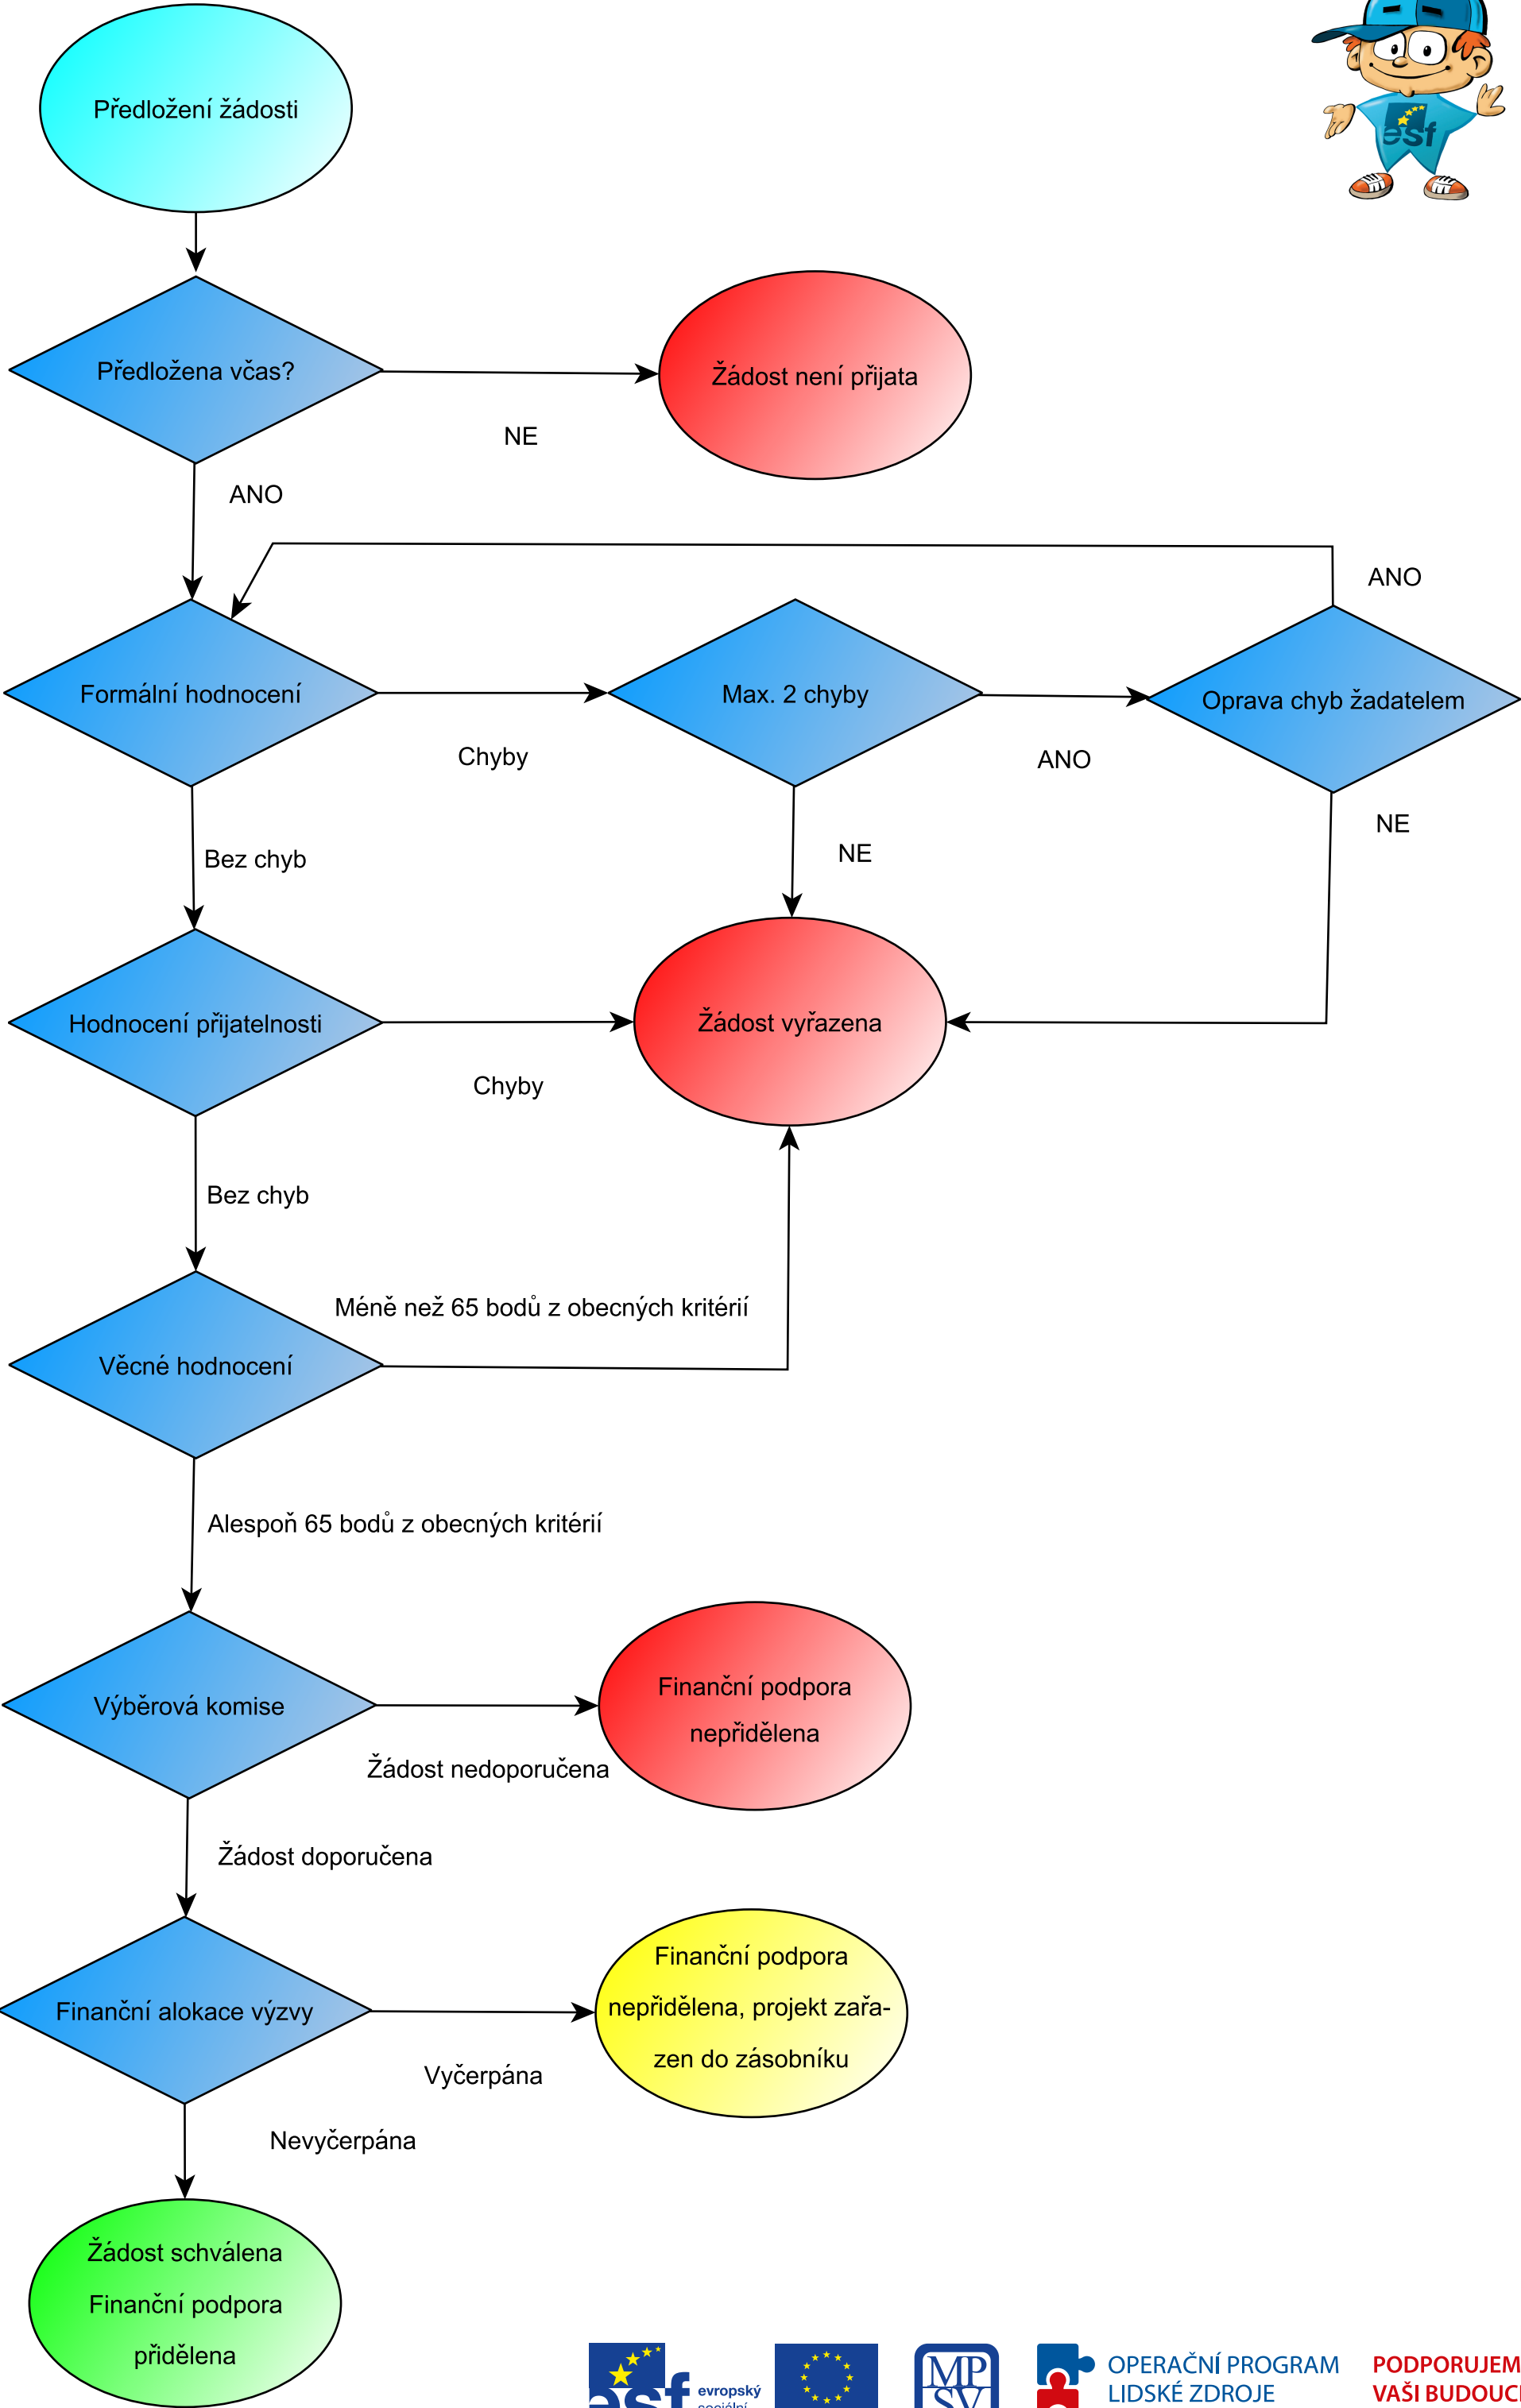 esf
Předložení žádosti
Předložena včas?
Žádost není přijata
NE
ANO
ANO
Formální hodnocení
Max. 2 chyby
Oprava chyb žadatelem
Chyby
ANO
NE
Bez chyb
NE
Hodnocení přijatelnosti
Žádost vyřazena
Chyby
Bez chyb
Méně než 65 bodů z obecných kritérií
Věcné hodnocení
Alespoň 65 bodů z obecných kritérií
Výběrová komise
Finanční podpora
nepřidělena
Žádost nedoporučena
Žádost doporučena
Finanční alokace výzvy
Finanční podpora
nepřidělena, projekt zařa-
zen do zásobníku
Vyčerpána
Nevyčerpána
Žádost schválena
Finanční podpora
přidělena
esf
evropský
sociální
MP
SV
OPERAČNÍ PROGRAM
LIDSKÉ ZDROJE
PODPORUJEM
VAŠI BUDOUC